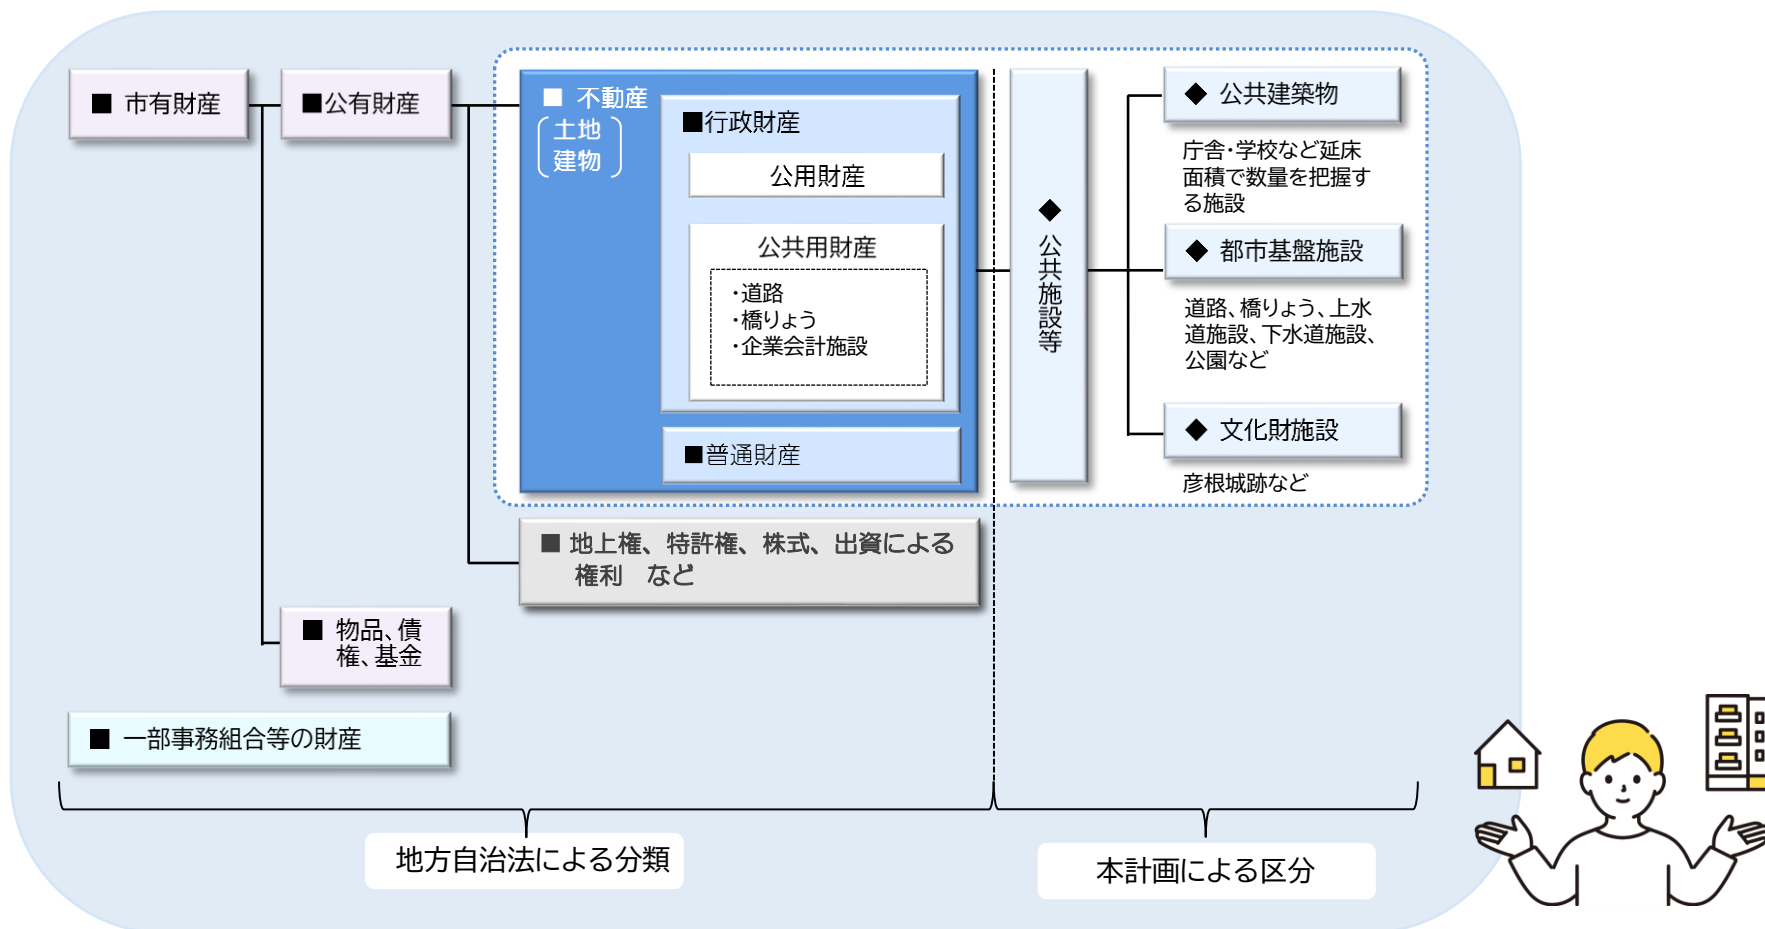 ■ 市有財産
■公有財産
■ 不動産
土地
建物
■行政財産
公用財産
公共用財産
・道路
・橋りょう
・企業会計施設
■普通財産
■ 地上権、特許権、株式、出資による
権利　など
■ 物品、債
権、基金
■ 一部事務組合等の財産
◆公共施設等
◆ 公共建築物
庁舎・学校など延床
面積で数量を把握す
る施設
◆ 都市基盤施設
道路、橋りょう、上水
道施設、下水道施設、
公園など
◆ 文化財施設
彦根城跡など
地方自治法による分類
本計画による区分